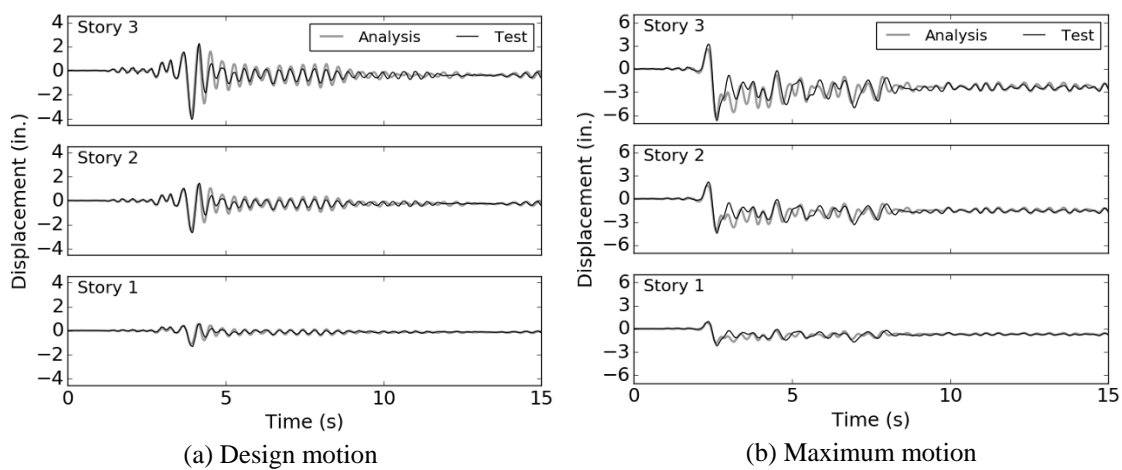 Story 3
Analysis
Test
4
2
0
−2
−4
Story 2
4
2
0
−2
−4
Story 1
4
2
0
−2
−4
Displacement (in.)
0
5
10
15
Time (s)
(a) Design motion
Story 3
Analysis
Test
6
3
0
−3
−6
Story 2
6
3
0
−3
−6
Story 1
6
3
0
−3
−6
Displacement (in.)
0
5
10
15
Time (s)
(b) Maximum motion